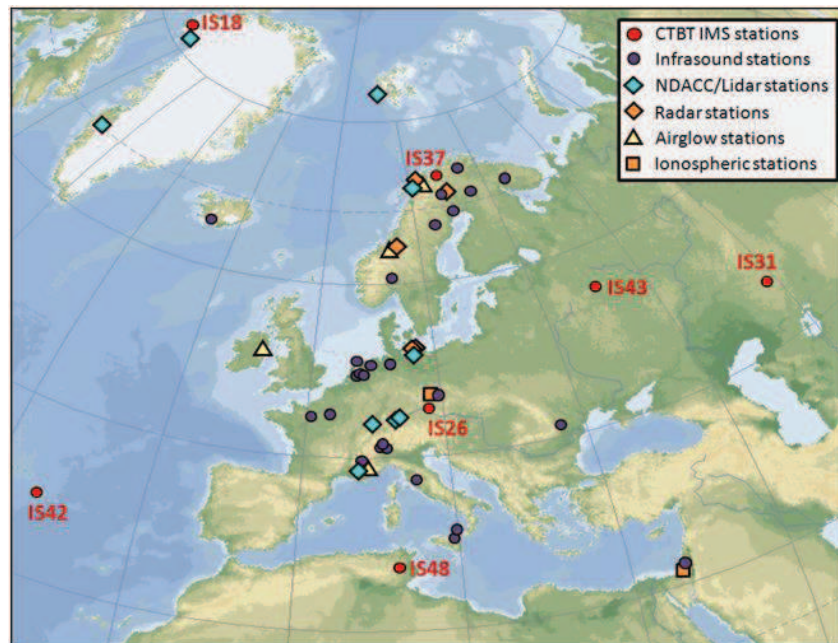 IS18
CTBT IMS stations
Infrasound stations
NDACC/Lidar stations
Radar stations
Airglow stations
Ionospheric stations
IS37
IS31
IS43
IS26
IS42
IS48